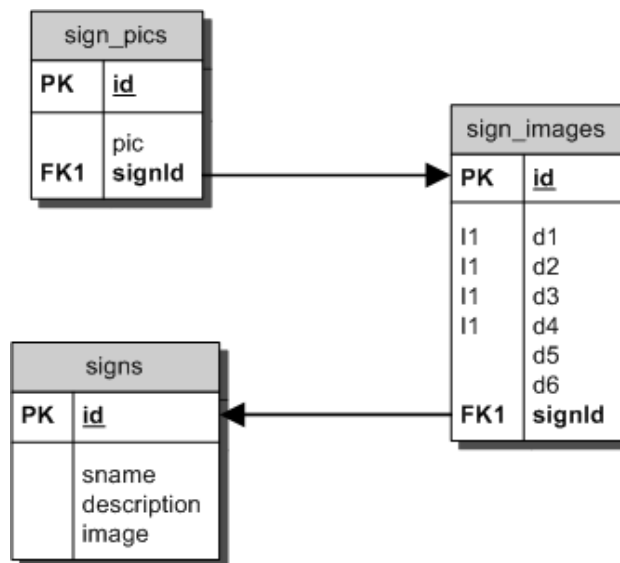 sign_pics
PK id
pic
FK1 signId
sign_images
PK id
I1 d1
I1 d2
I1 d3
I1 d4
d5
d6
FK1 signId
signs
PK id
sname
description
image